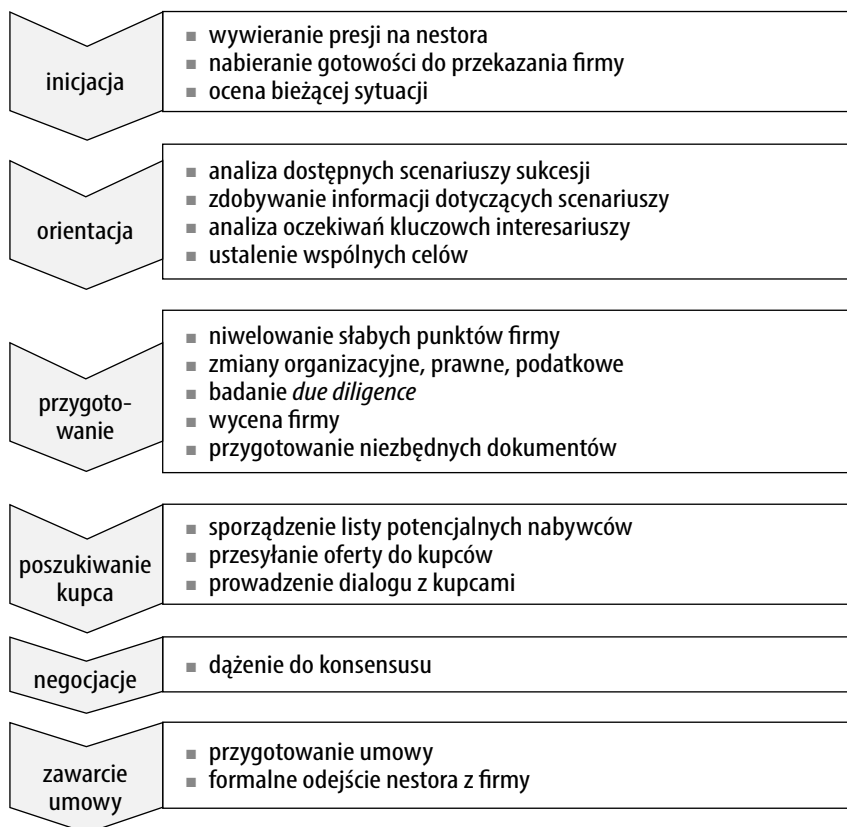 inicjacja
■ wywieranie presji na nestora
■ nabieranie gotowości do przekazania firmy
■ ocena bieżącej sytuacji
orientacja
■ analiza dostępnych scenariuszy sukcesji
■ zdobywanie informacji dotyczących scenariuszy
■ analiza oczekiwań kluczowch interesariuszy
■ ustalenie wspólnych celów
przygoto-
wanie
■ niwelowanie słabych punktów firmy
■ zmiany organizacyjne, prawne, podatkowe
■ badanie due diligence
■ wycena firmy
■ przygotowanie niezbędnych dokumentów
poszukiwanie
kupca
■ sporządzenie listy potencjalnych nabywców
■ przesyłanie oferty do kupców
■ prowadzenie dialogu z kupcami
negocjacje
■ dążenie do konsensusu
zawarcie
umowy
■ przygotowanie umowy
■ formalne odejście nestora z firmy